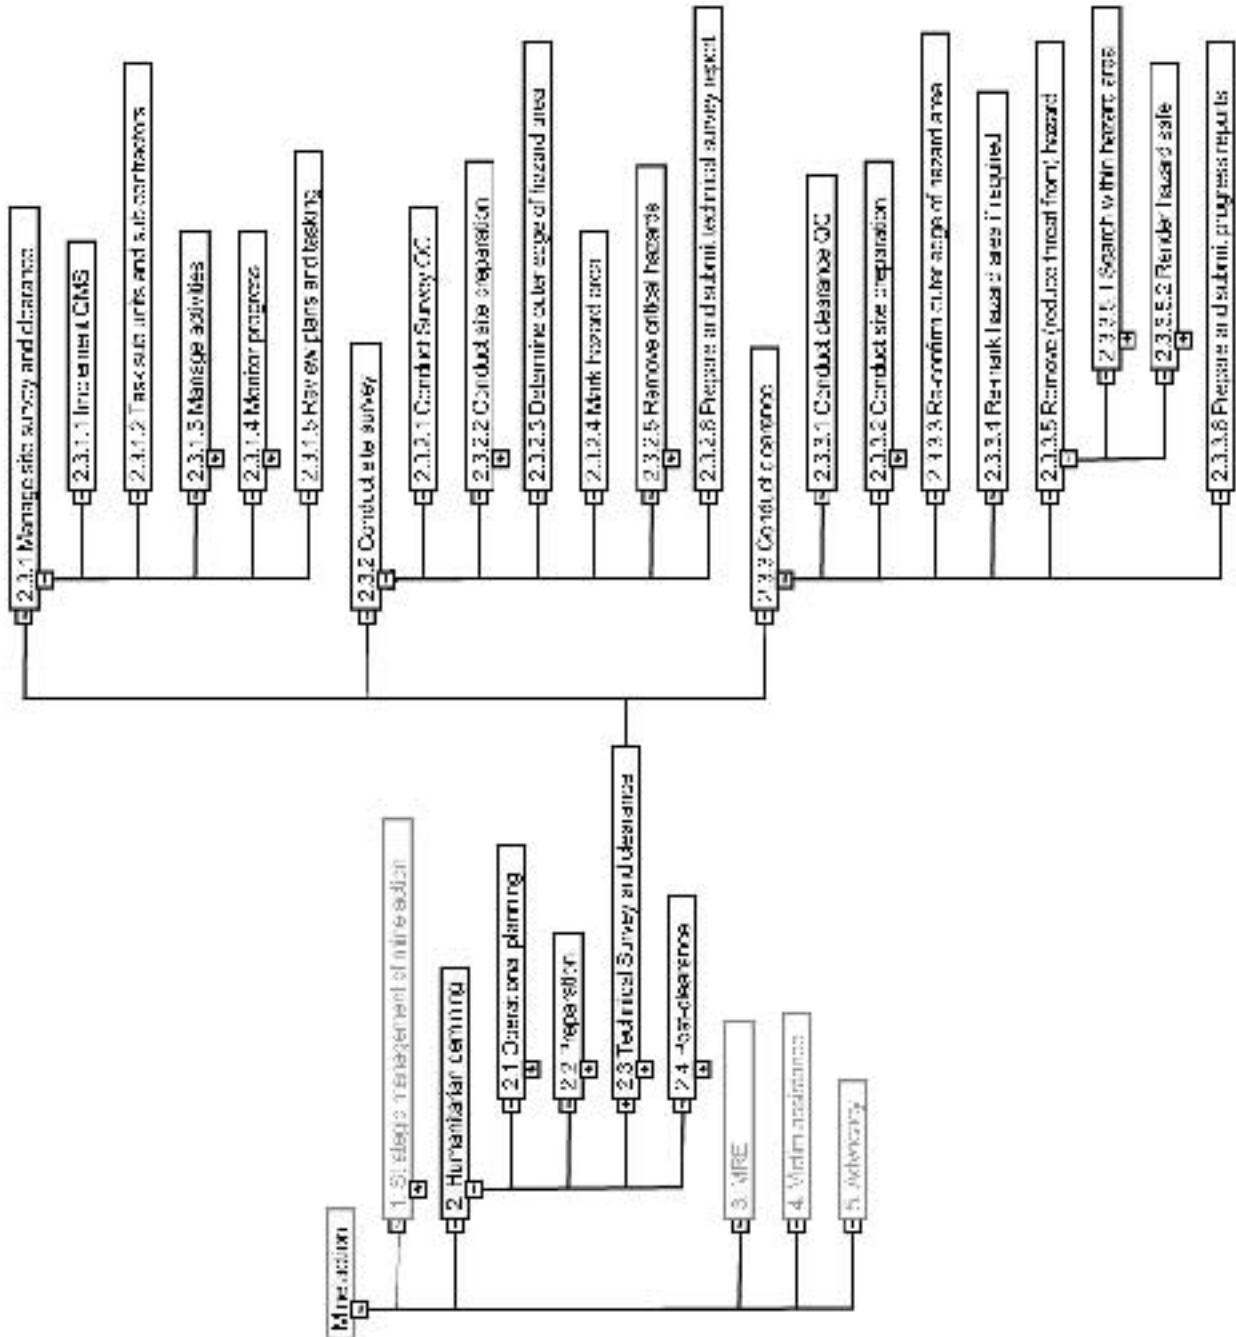 Mine action
1. Strategic management of mine action
2. Humanitarian demining
2.1 Operational planning
2.2 Preparation
2.3 Technical Survey and clearance
2.4 Post-clearance
3. MRE
4. Victim assistance
5. Advocacy
2.3.1 Manage site survey and clearance
2.3.1.1 Implement QMS
2.3.1.2 Task sub units and sub contractors
2.3.1.3 Manage activities
2.3.1.4 Monitor progress
2.3.1.5 Review plans and tasking
2.3.2 Conduct site survey
2.3.2.1 Conduct Survey QC
2.3.2.2 Conduct site preparation
2.3.2.3 Determine outer edge of hazard area
2.3.2.4 Mark hazard area
2.3.2.5 Remove critical hazards
2.3.2.6 Prepare and submit technical survey report
2.3.3 Conduct clearance
2.3.3.1 Conduct clearance QC
2.3.3.2 Conduct site preparation
2.3.3.3 Re-confirm outer edge of hazard area
2.3.3.4 Re-mark hazard area if required
2.3.3.5 Remove (reduce threat from) hazard
2.3.3.5.1 Search within hazard area
2.3.3.5.2 Render hazard safe
2.3.3.6 Prepare and submit progress reports